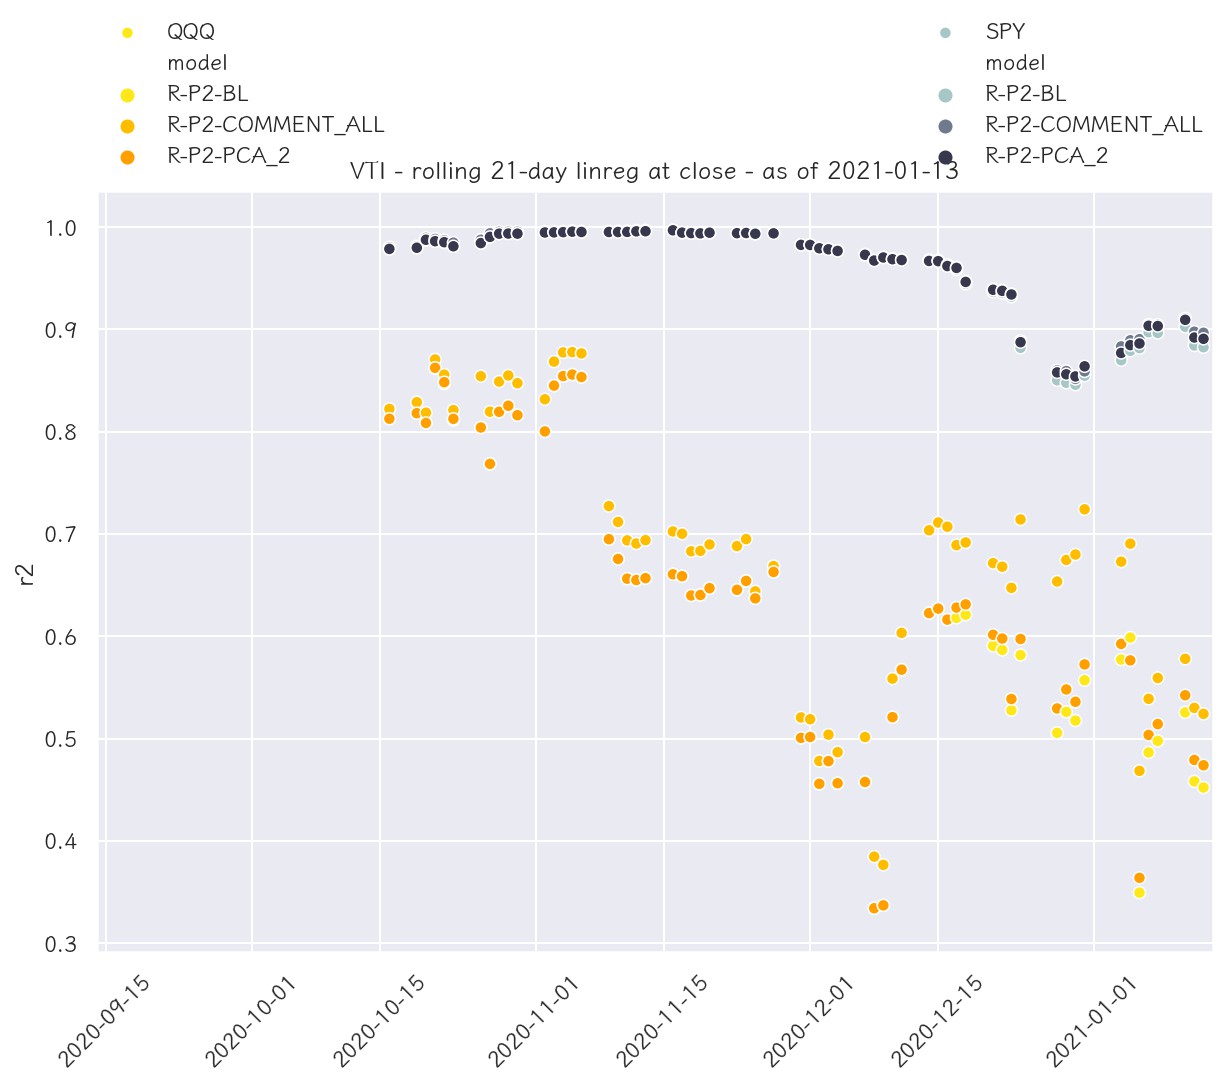 QQQ
model
R-P2-BL
R-P2-COMMENT_ALL
R-P2-PCA_2
SPY
model
R-P2-BL
R-P2-COMMENT_ALL
R-P2-PCA_2
VTI - rolling 21-day linreg at close - as of 2021-01-13
1.0
0.9
0.8
0.7
0.6
0.5
0.4
0.3
r2
2020-09-15
2020-10-01
2020-10-15
2020-11-01
2020-11-15
2020-12-01
2020-12-15
2021-01-01